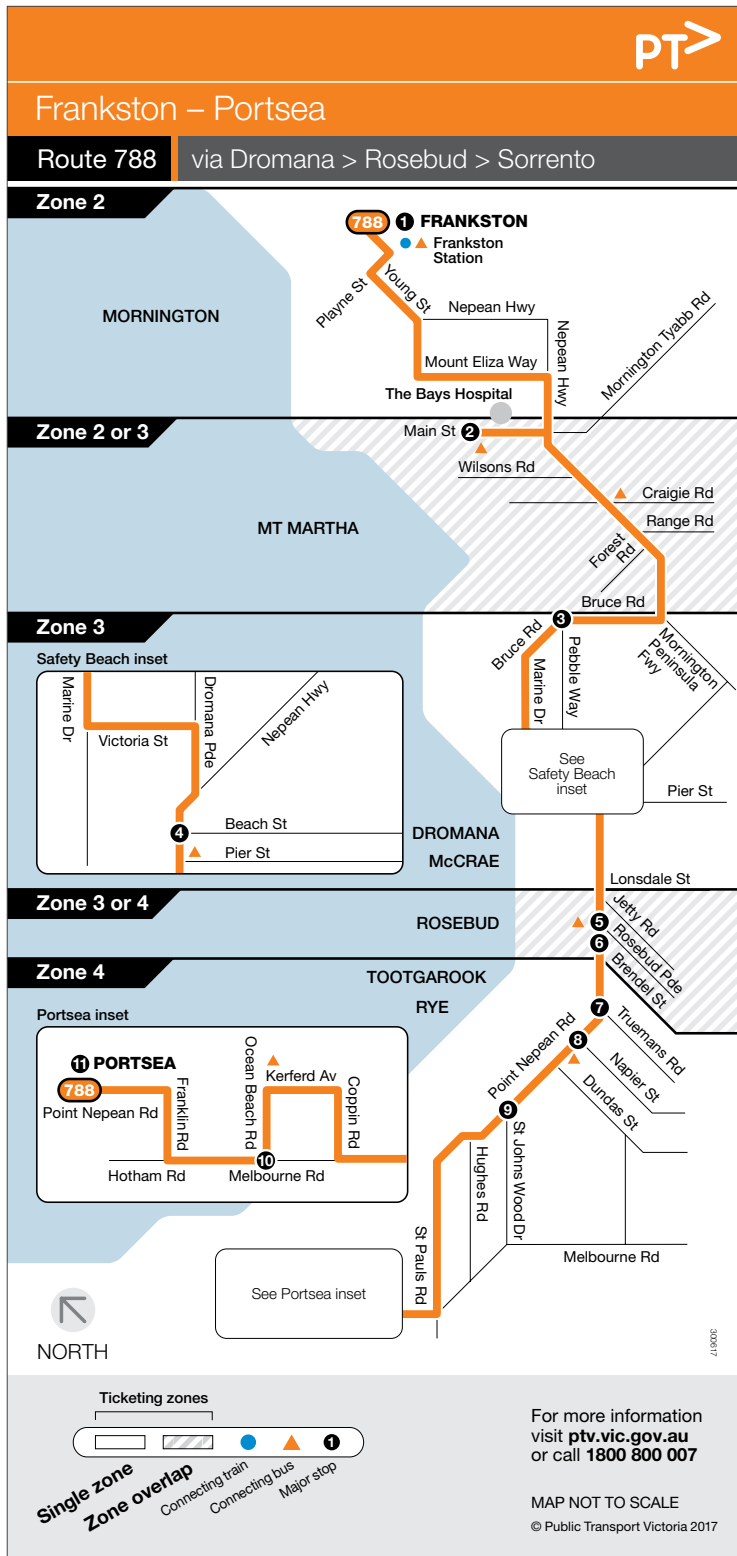 PT>
Frankston – Portsea
Route 788
via Dromana > Rosebud > Sorrento
Zone 2
788
1 FRANKSTON
Frankston
Station
Playne St
Young St
Nepean Hwy
MORNINGTON
Mornington Tyabb Rd
Nepean Hwy
Mount Eliza Way
The Bays Hospital
Zone 2 or 3
Main St 2
Wilsons Rd
Craigie Rd
Range Rd
MT MARTHA
Forest
Rd
Bruce Rd
Zone 3
3
Bruce Rd
Marine Dr
Pebble Way
Mornington
Peninsula
Fwy
Safety Beach inset
Marine Dr
Dromana Pde
Nepean Hwy
Victoria St
4
Beach St
Pier St
See
Safety Beach
inset
Pier St
DROMANA
McCRAE
Lonsdale St
Zone 3 or 4
ROSEBUD
5
6
Jetty Rd
Rosebud Pde
Brendel St
Zone 4
TOOTGAROOK
RYE
7
Truemans Rd
Point Nepean Rd
8
Napier St
Dundas St
9
St Johns Wood Dr
Hughes Rd
Melbourne Rd
St Pauls Rd
Portsea inset
11 PORTSEA
788
Point Nepean Rd
Franklin Rd
Ocean Beach Rd
Kerferd Av
Coppin Rd
Hotham Rd
10
Melbourne Rd
See Portsea inset
NORTH
300617
Ticketing zones
1
Single zone
Zone overlap
Connecting train
Connecting bus
Major stop
For more information
visit ptv.vic.gov.au
or call 1800 800 007
MAP NOT TO SCALE
© Public Transport Victoria 2017